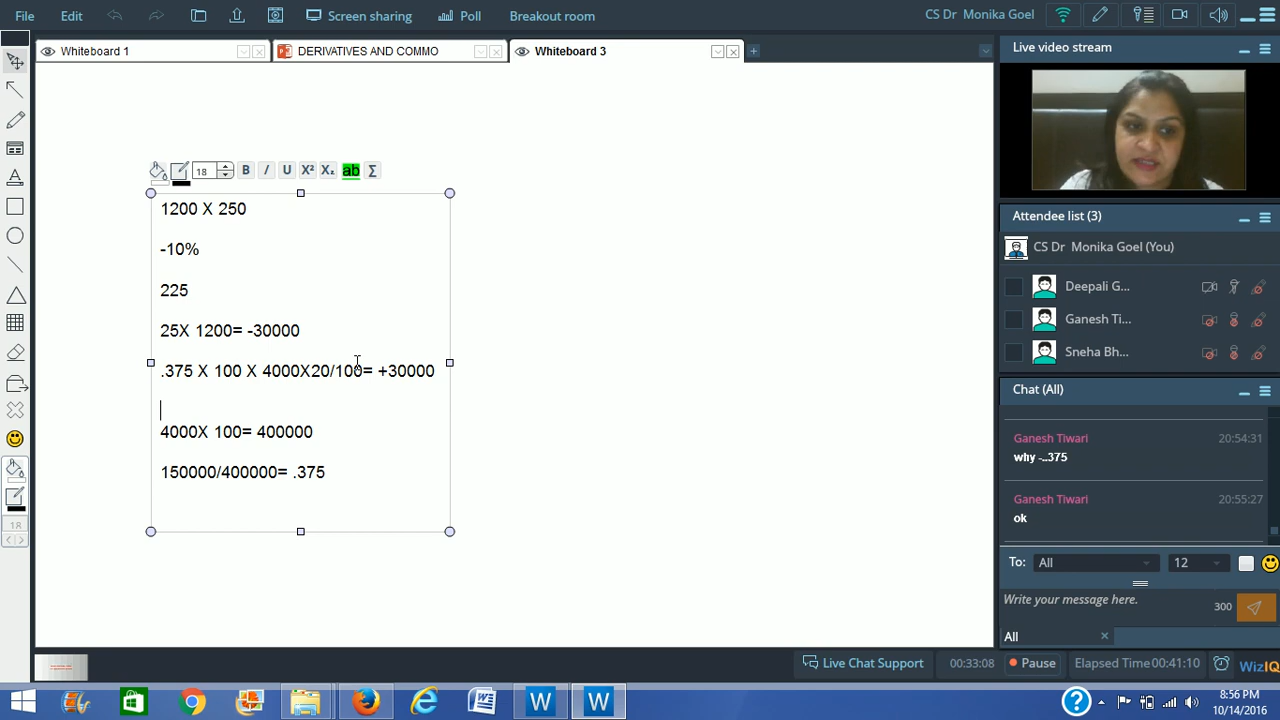 File Edit Screen sharing Poll Breakout room CS Dr Monika Goel
Whiteboard 1 DERIVATIVES AND COMMO Whiteboard 3
Live video stream
18 B I U X² X₂ ab Σ
1200 X 250
-10%
225
25X 1200= -30000
.375 X 100 X 4000X20/100= +30000
4000X 100= 400000
150000/400000= .375
18
Attendee list (3)
CS Dr Monika Goel (You)
Deepali G...
Ganesh Ti...
Sneha Bh...
Chat (All)
Ganesh Tiwari 20:54:31
why -..375
Ganesh Tiwari 20:55:27
ok
To: All 12
Write your message here. 300
All
Live Chat Support 00:33:08 Pause Elapsed Time 00:41:10 WizIQ
8:56 PM
10/14/2016